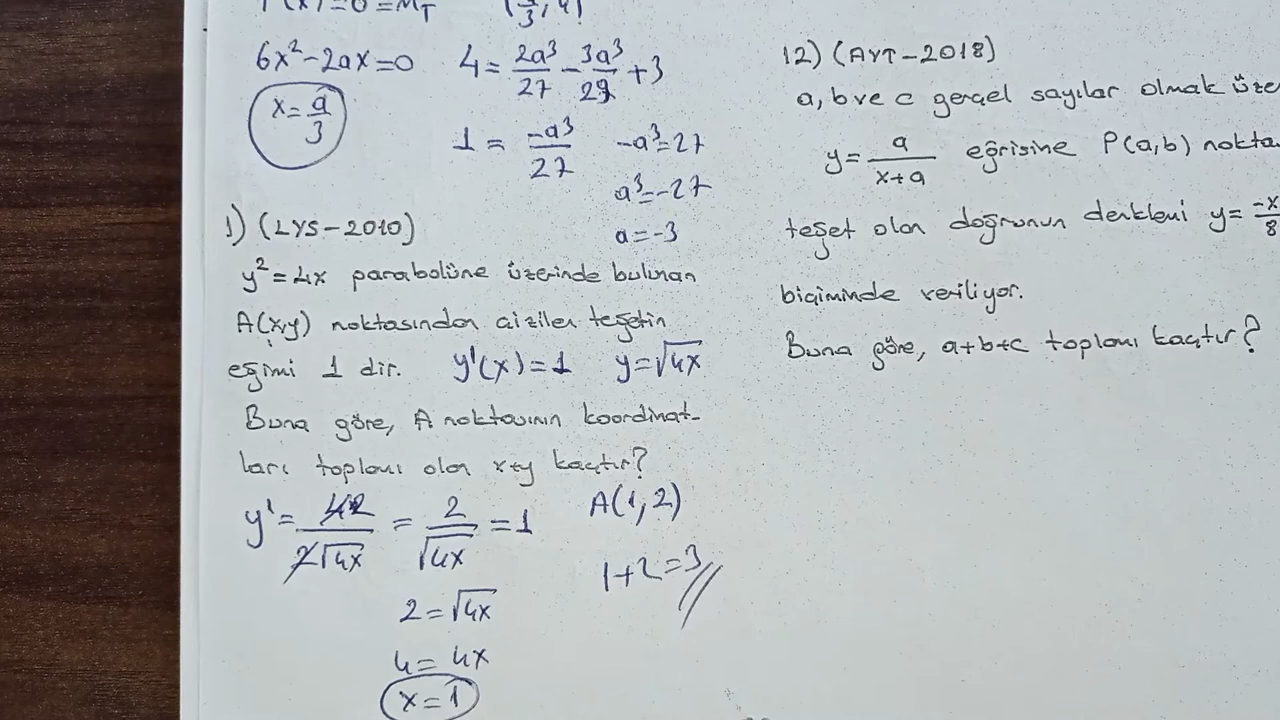 6x²-2ax=0
x=a/3
4=2a³/27-3a³/29+3
1=-a³/27
-a³=27
a³=-27
a=-3
1) (LYS-2010)
y²=4x parabolüne üzerinde bulunan
A(x,y) noktasından çizilen teğetin
eğimi 1 dir. y'(x)=1 y=√4x
Buna göre, A noktasının koordinat-
ları toplamı olan x+y kaçtır?
y'=42/2√4x=2/√4x=1
2=√4x
4=4x
x=1
A(1,2)
1+2=3
12) (AYT-2018)
a, b ve c gerçel sayılar olmak üze
y=a/x+a eğrisine P(a,b) nokta
teğet olan doğrunun denklemi y=-x/8
biçiminde veriliyor.
Buna göre, a+b+c toplamı kaçtır?